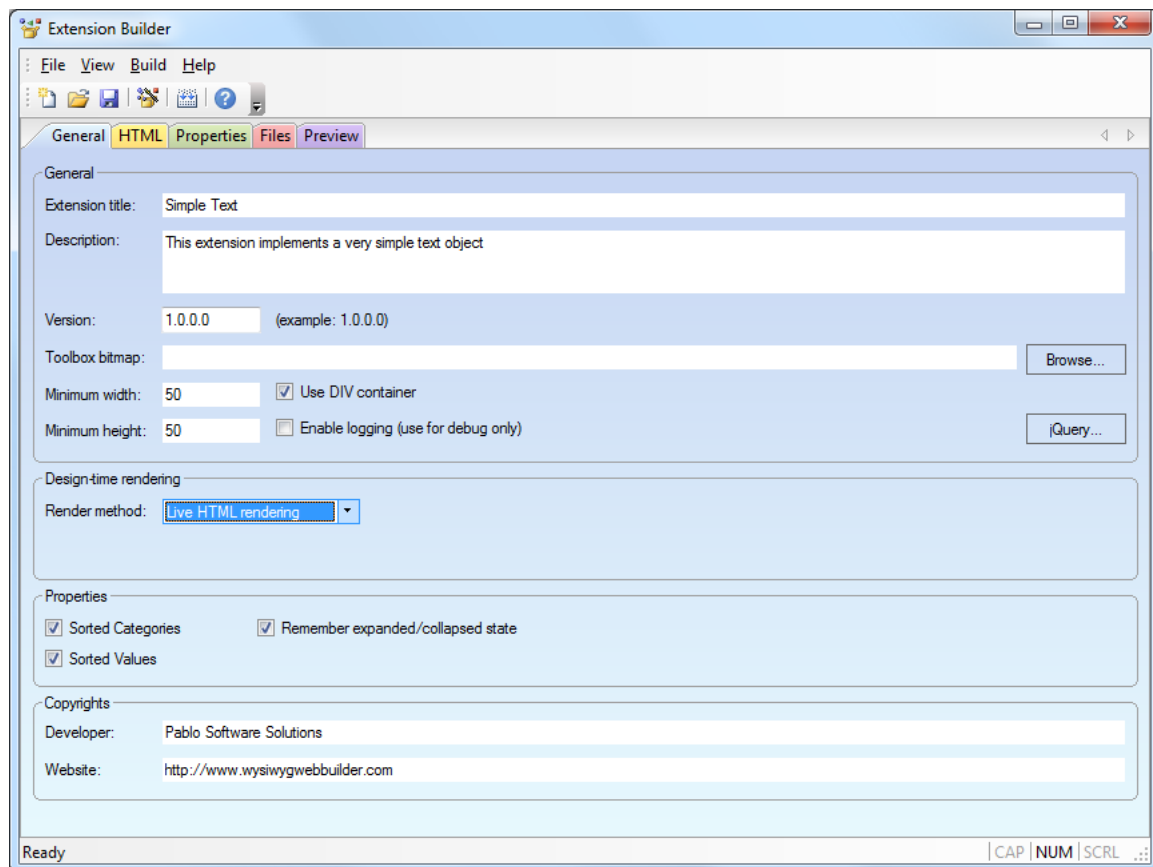 Extension Builder
File View Build Help
General HTML Properties Files Preview
General
Extension title: Simple Text
Description: This extension implements a very simple text object
Version: 1.0.0.0 (example: 1.0.0.0)
Toolbox bitmap: Browse...
Minimum width: 50 Use DIV container
Minimum height: 50 Enable logging (use for debug only) jQuery...
Design-time rendering
Render method: Live HTML rendering
Properties
Sorted Categories Remember expanded/collapsed state
Sorted Values
Copyrights
Developer: Pablo Software Solutions
Website: http://www.wysiwygwebbuilder.com
Ready CAP NUM SCRL